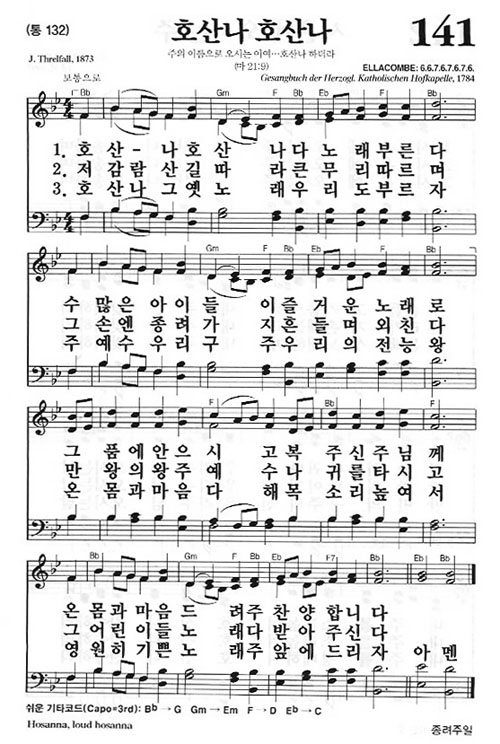 (통 132)
호산나 호산나
141
주의 이름으로 오시는 이여…호산나 하더라
(마 21:9)
J. Threlfall, 1873
ELLACOMBE: 6.6.7.6.7.6.7.6.
Gesangbuch der Herzogl. Katholischen Hofkapelle, 1784
보통으로
Bb Gm F Bb Eb Bb F
1. 호 산 - 나 호 산 나 다 노 래 부 른 다
2. 저 감 람 산 길 따 라 큰 무 리 따 르 며
3. 호 산 나 그 옛 노 래 우 리 도 부 르 자
Bb Gm F Bb Eb Bb F Bb
수 많 은 아 이 들 이 즐 거 운 노 래 로
그 손 엔 종 려 가 지 흔 들 며 외 친 다
주 예 수 우 리 구 주 우 리 의 전 능 왕
F Bb F
그 품 에 안 으 시 고 복 주 신 주 님 께
만 왕 의 왕 주 예 수 나 귀 를 타 시 고
온 몸 과 마 음 다 해 목 소 리 높 여 서
Bb Gm F Bb Eb F7 Bb Eb Bb
온 몸 과 마 음 드 려 주 찬 양 합 니 다
그 어 린 이 들 노 래 다 받 아 주 신 다
영 원 히 기 쁜 노 래 주 앞 에 드 리 자 아 멘
쉬운 기타코드(Capo=3rd): Bb → G Gm → Em F → D Eb → C
Hosanna, loud hosanna
종려주일